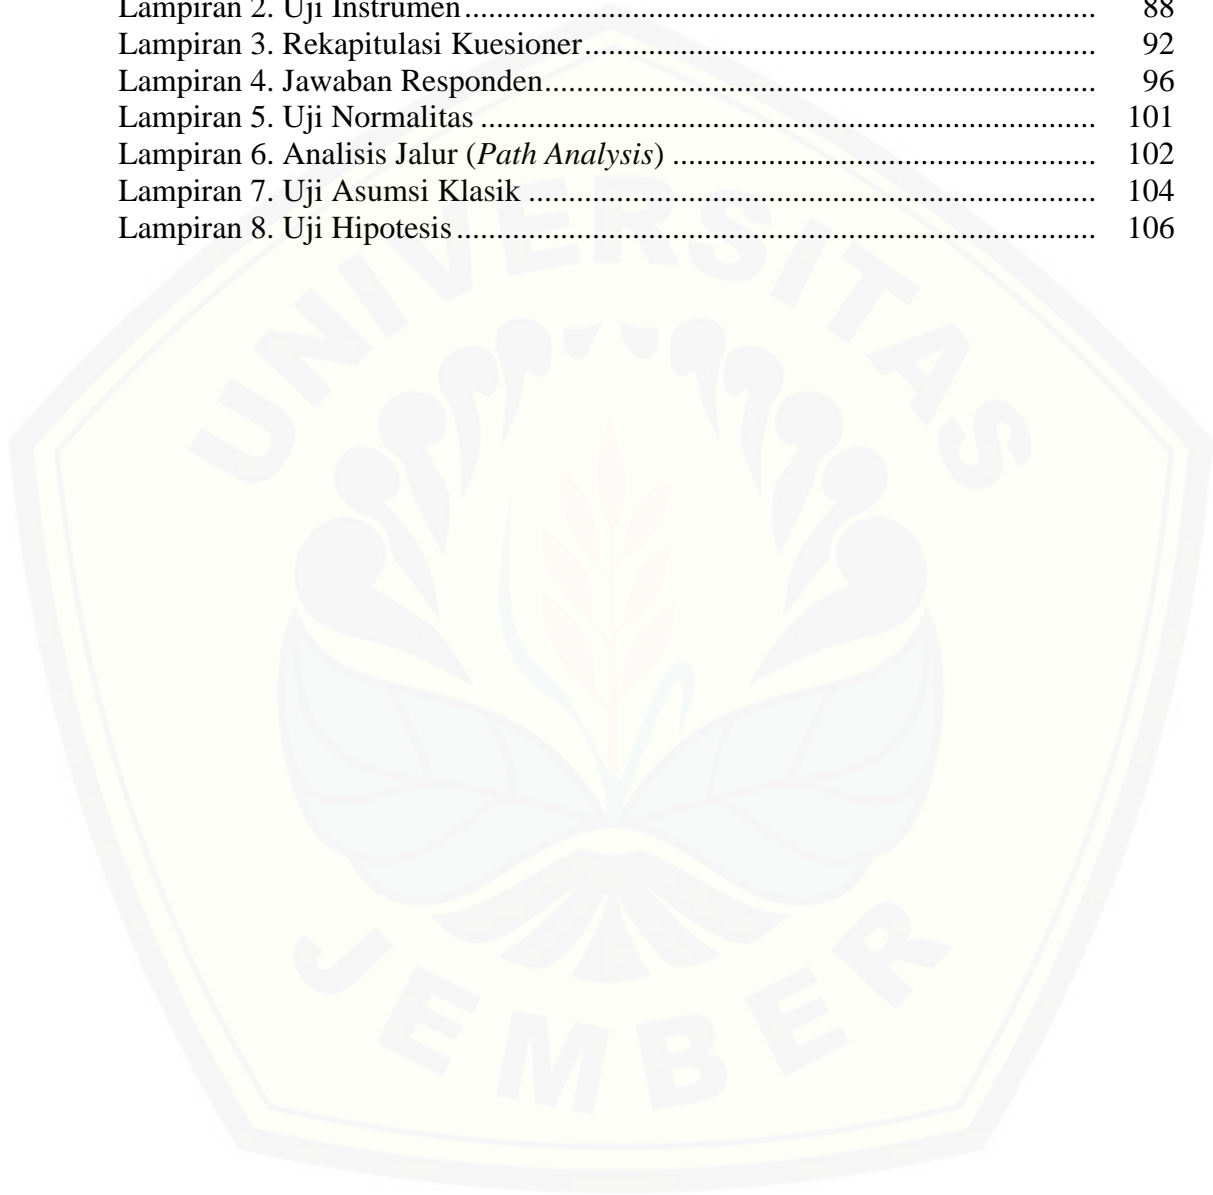 Lampiran 2. Uji Instrumen............................................................................... 88
Lampiran 3. Rekapitulasi Kuesioner................................................................ 92
Lampiran 4. Jawaban Responden..................................................................... 96
Lampiran 5. Uji Normalitas ............................................................................. 101
Lampiran 6. Analisis Jalur (Path Analysis) ..................................................... 102
Lampiran 7. Uji Asumsi Klasik ....................................................................... 104
Lampiran 8. Uji Hipotesis................................................................................ 106
UNIVERSITAS
JEMBER